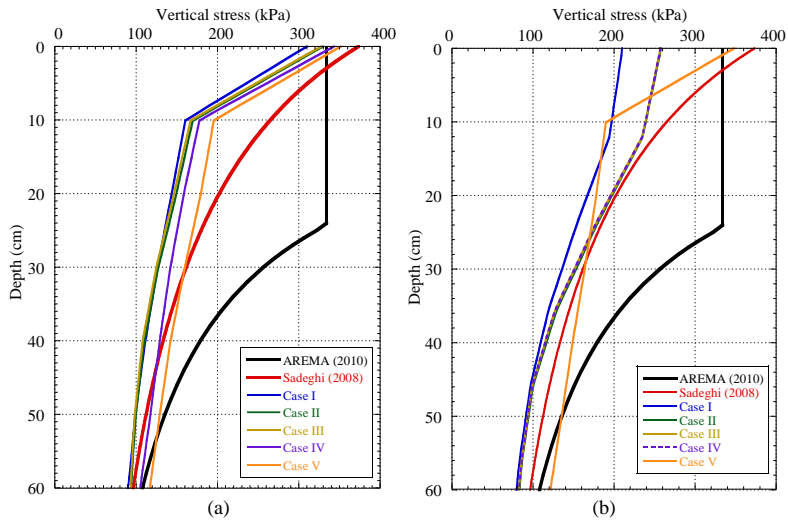 Vertical stress (kPa)
0 100 200 300 400
0
10
20
30
40
50
60
Depth (cm)
AREMA (2010)
Sadeghi (2008)
Case I
Case II
Case III
Case IV
Case V
(a)
Vertical stress (kPa)
0 100 200 300 400
0
10
20
30
40
50
60
Depth (cm)
AREMA (2010)
Sadeghi (2008)
Case I
Case II
Case III
Case IV
Case V
(b)